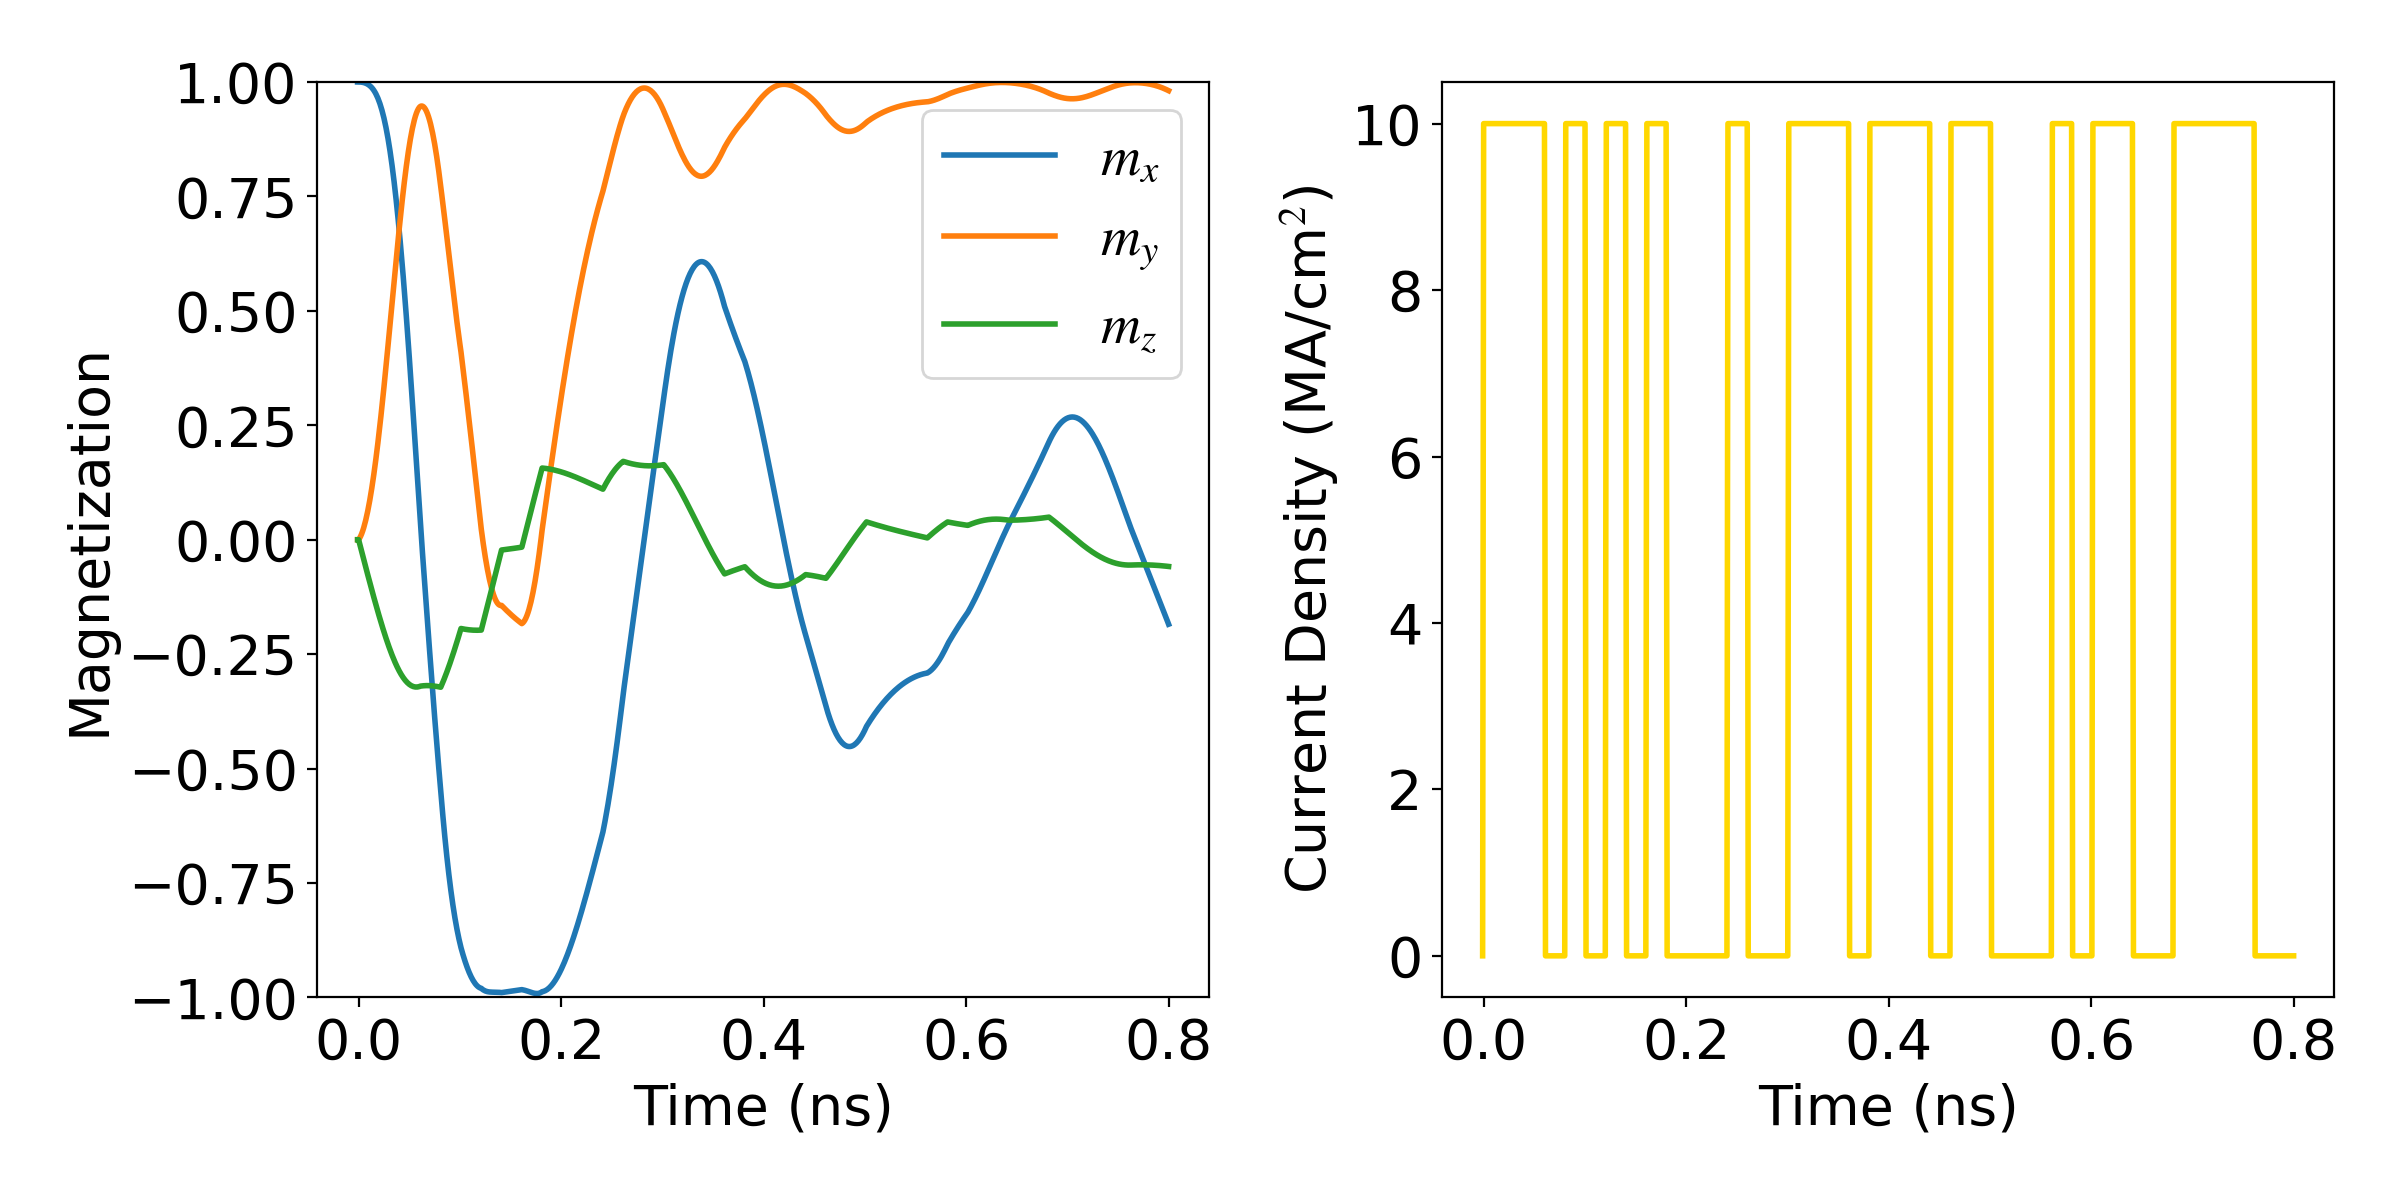 Magnetization
1.00
0.75
0.50
0.25
0.00
−0.25
−0.50
−0.75
−1.00
0.0 0.2 0.4 0.6 0.8
Time (ns)
m_x
m_y
m_z
Current Density (MA/cm²)
10
8
6
4
2
0
0.0 0.2 0.4 0.6 0.8
Time (ns)